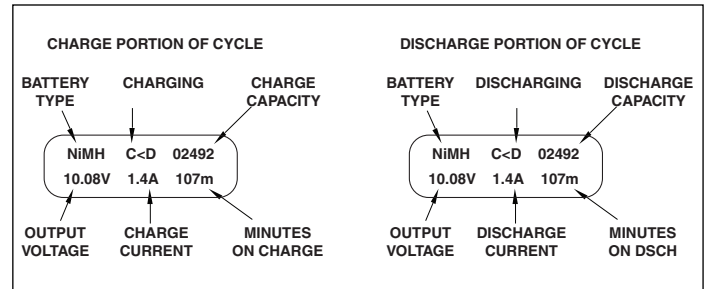 CHARGE PORTION OF CYCLE
BATTERY TYPE
CHARGING
CHARGE CAPACITY
NiMH C<D 02492
10.08V 1.4A 107m
OUTPUT VOLTAGE
CHARGE CURRENT
MINUTES ON CHARGE
DISCHARGE PORTION OF CYCLE
BATTERY TYPE
DISCHARGING
DISCHARGE CAPACITY
NiMH C<D 02492
10.08V 1.4A 107m
OUTPUT VOLTAGE
DISCHARGE CURRENT
MINUTES ON DSCH